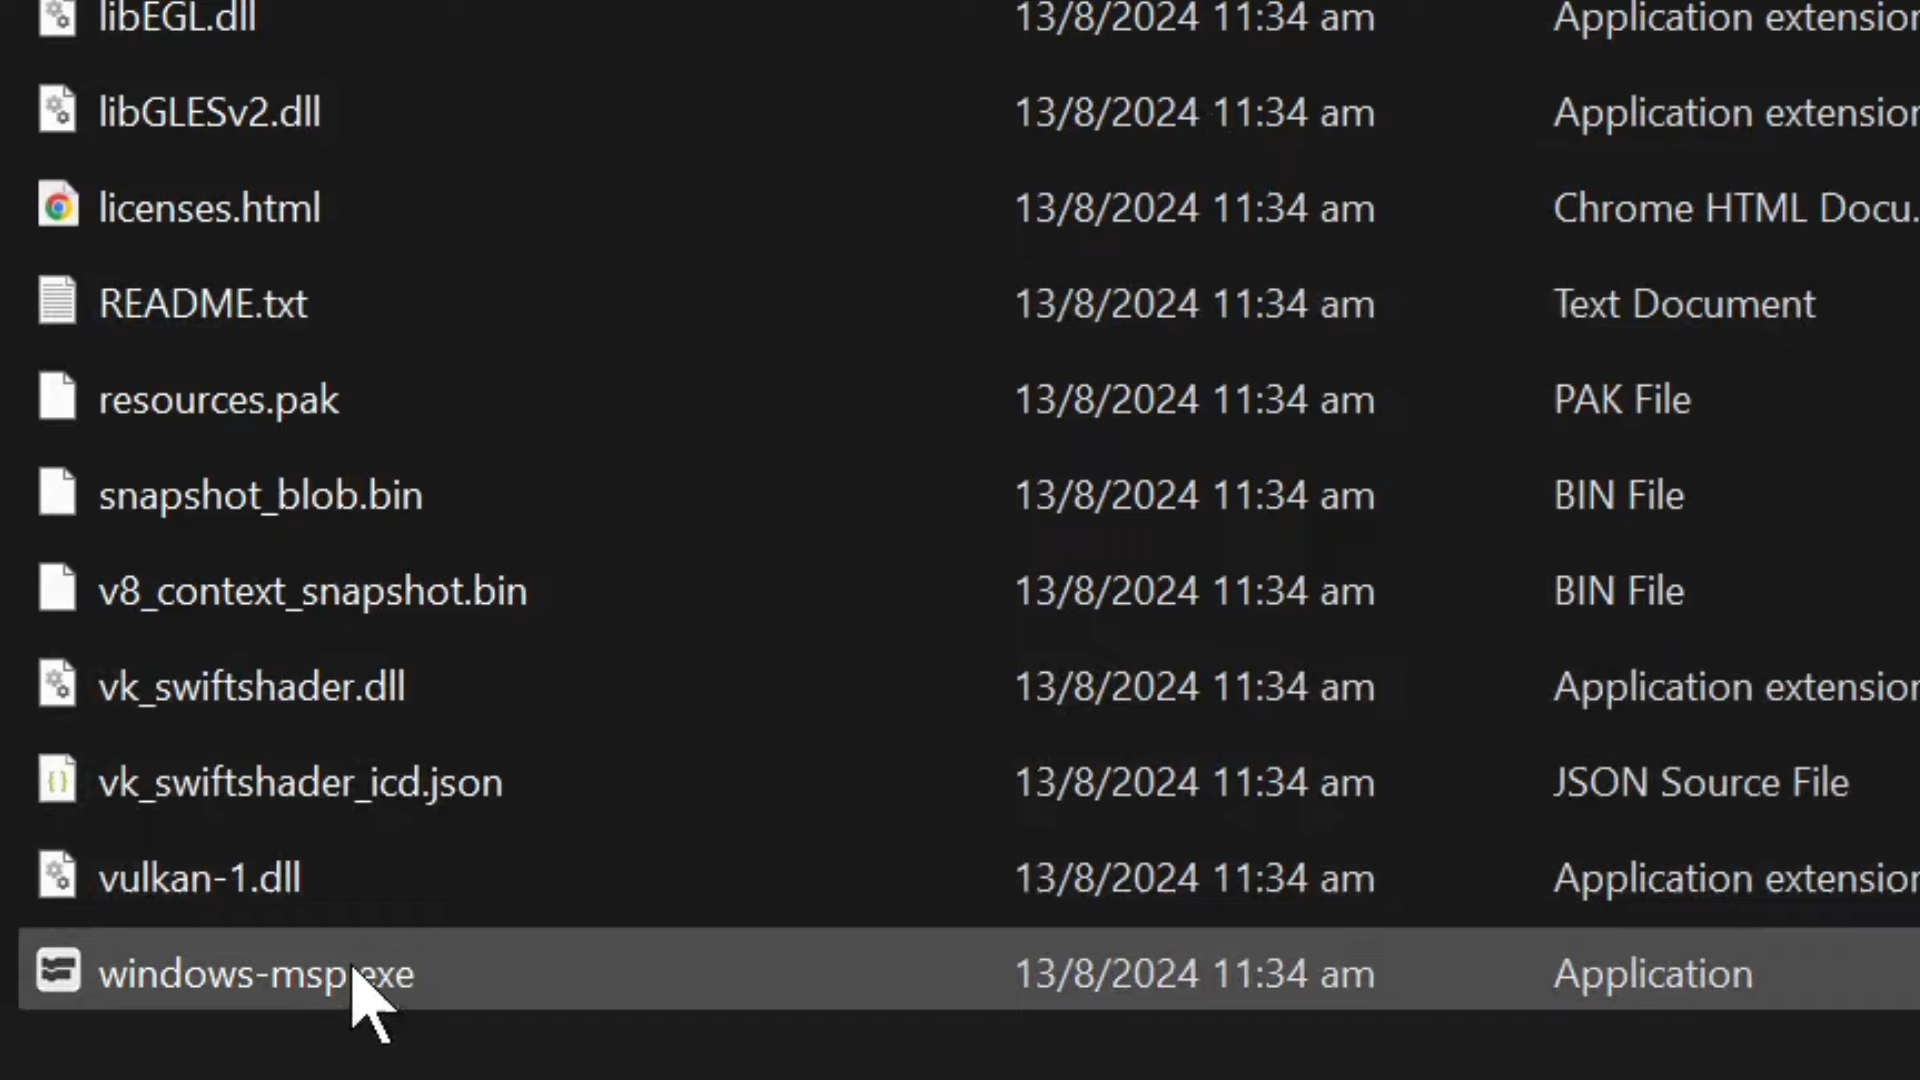 libEGL.dll 13/8/2024 11:34 am Application extension
libGLESv2.dll 13/8/2024 11:34 am Application extension
licenses.html 13/8/2024 11:34 am Chrome HTML Docu.
README.txt 13/8/2024 11:34 am Text Document
resources.pak 13/8/2024 11:34 am PAK File
snapshot_blob.bin 13/8/2024 11:34 am BIN File
v8_context_snapshot.bin 13/8/2024 11:34 am BIN File
vk_swiftshader.dll 13/8/2024 11:34 am Application extension
vk_swiftshader_icd.json 13/8/2024 11:34 am JSON Source File
vulkan-1.dll 13/8/2024 11:34 am Application extension
windows-msp.exe 13/8/2024 11:34 am Application